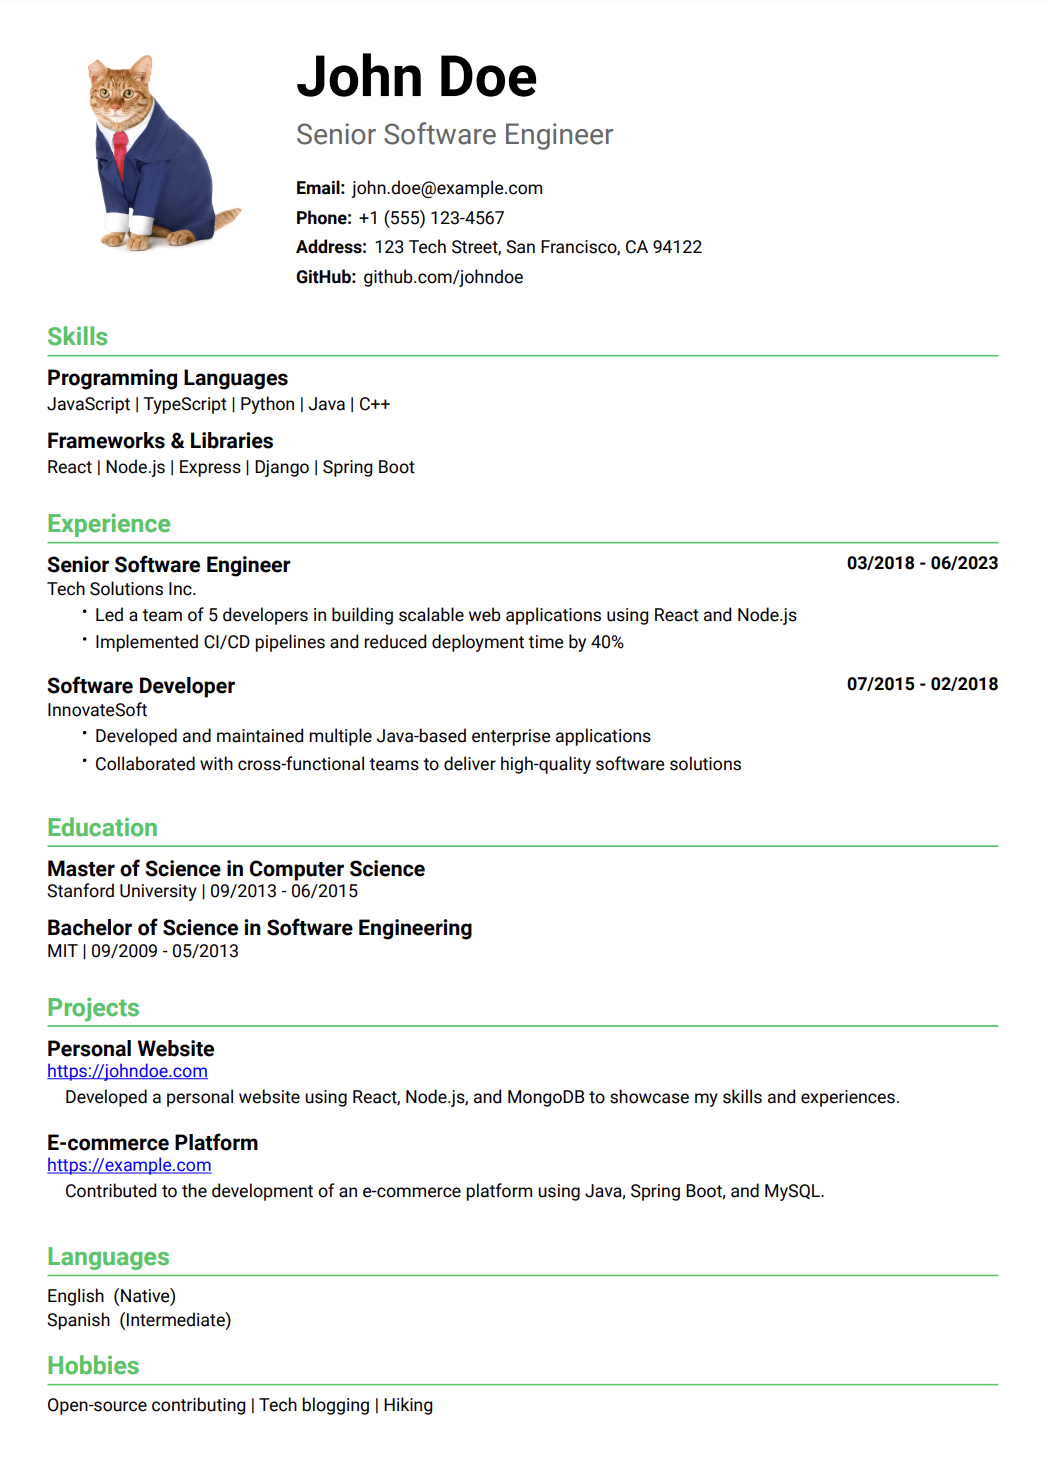 John Doe
Senior Software Engineer
Email: john.doe@example.com
Phone: +1 (555) 123-4567
Address: 123 Tech Street, San Francisco, CA 94122
GitHub: github.com/johndoe
Skills
Programming Languages
JavaScript | TypeScript | Python | Java | C++
Frameworks & Libraries
React | Node.js | Express | Django | Spring Boot
Experience
Senior Software Engineer 03/2018 - 06/2023
Tech Solutions Inc.
• Led a team of 5 developers in building scalable web applications using React and Node.js
• Implemented CI/CD pipelines and reduced deployment time by 40%
Software Developer 07/2015 - 02/2018
InnovateSoft
• Developed and maintained multiple Java-based enterprise applications
• Collaborated with cross-functional teams to deliver high-quality software solutions
Education
Master of Science in Computer Science
Stanford University | 09/2013 - 06/2015
Bachelor of Science in Software Engineering
MIT | 09/2009 - 05/2013
Projects
Personal Website
https://johndoe.com
Developed a personal website using React, Node.js, and MongoDB to showcase my skills and experiences.
E-commerce Platform
https://example.com
Contributed to the development of an e-commerce platform using Java, Spring Boot, and MySQL.
Languages
English (Native)
Spanish (Intermediate)
Hobbies
Open-source contributing | Tech blogging | Hiking